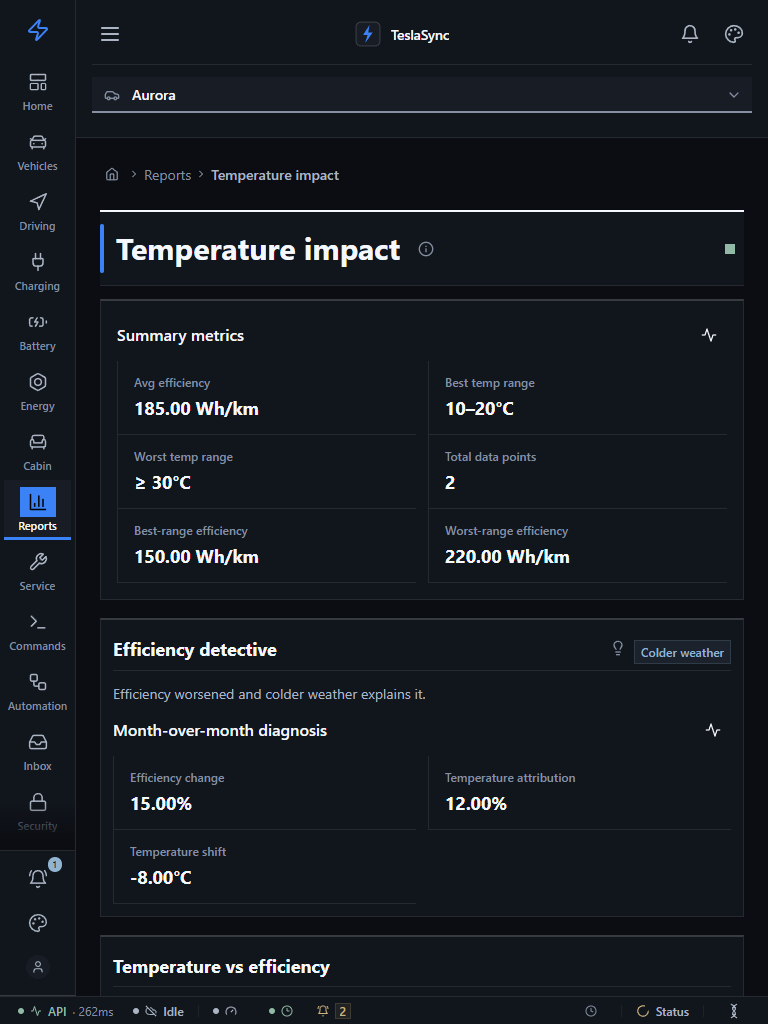 TeslaSync
Aurora
Home
Vehicles
Driving
Charging
Battery
Energy
Cabin
Reports
Service
Commands
Automation
Inbox
Security
1
Reports > Temperature impact
Temperature impact
Summary metrics
Avg efficiency
185.00 Wh/km
Best temp range
10–20°C
Worst temp range
≥ 30°C
Total data points
2
Best-range efficiency
150.00 Wh/km
Worst-range efficiency
220.00 Wh/km
Efficiency detective
Colder weather
Efficiency worsened and colder weather explains it.
Month-over-month diagnosis
Efficiency change
15.00%
Temperature attribution
12.00%
Temperature shift
-8.00°C
Temperature vs efficiency
API · 262ms
Idle
2
Status